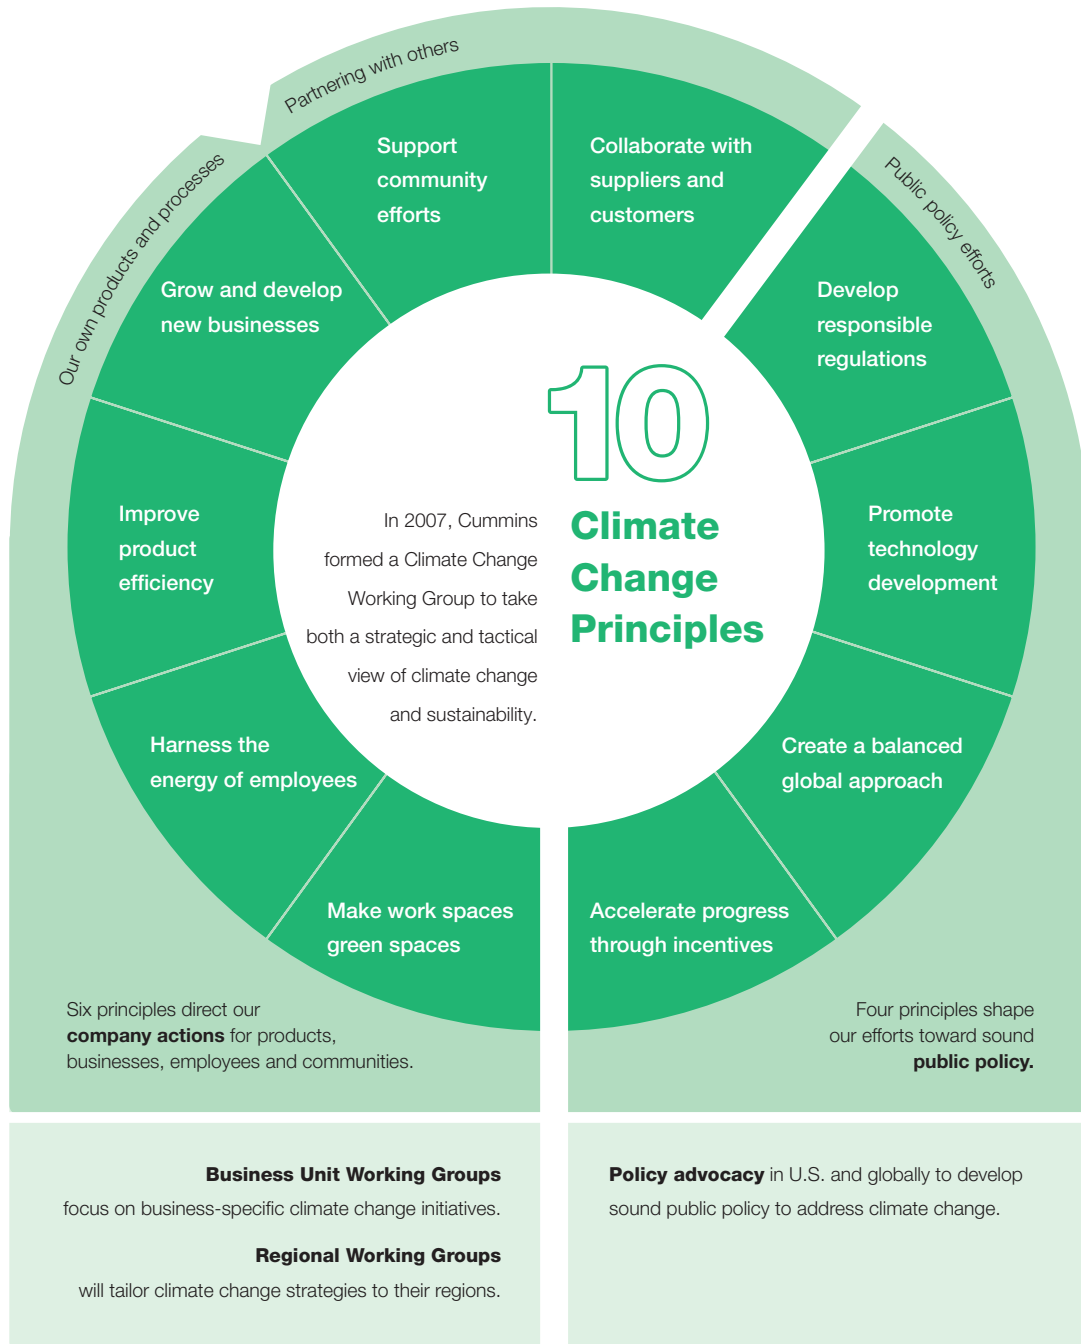 Partnering with others
Our own products and processes
Public policy efforts
Support
community
efforts
Collaborate with
suppliers and
customers
Grow and develop
new businesses
Develop
responsible
regulations
Improve
product
efficiency
Promote
technology
development
Harness the
energy of employees
Create a balanced
global approach
Make work spaces
green spaces
Accelerate progress
through incentives
10
Climate
Change
Principles
In 2007, Cummins
formed a Climate Change
Working Group to take
both a strategic and tactical
view of climate change
and sustainability.
Six principles direct our
company actions for products,
businesses, employees and communities.
Four principles shape
our efforts toward sound
public policy.
Business Unit Working Groups
focus on business-specific climate change initiatives.
Regional Working Groups
will tailor climate change strategies to their regions.
Policy advocacy in U.S. and globally to develop
sound public policy to address climate change.